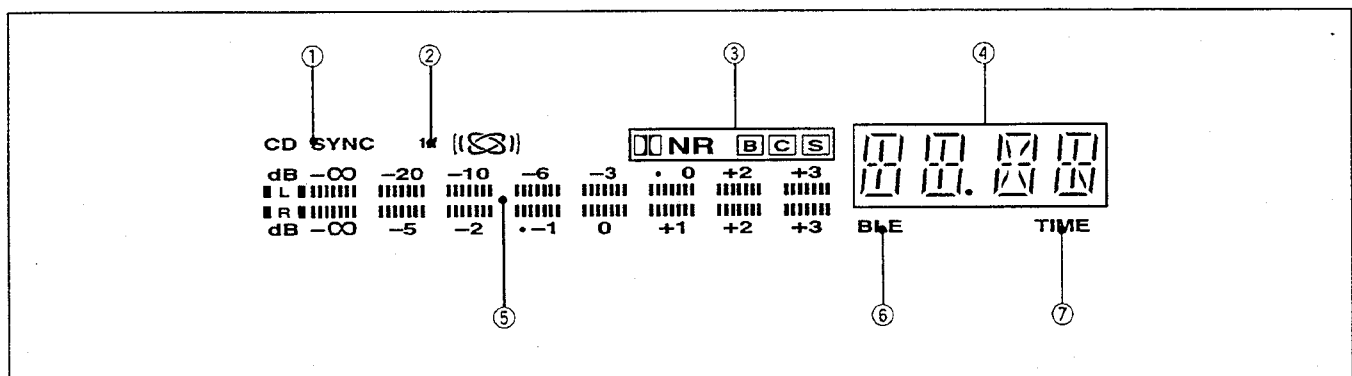 ① ② ③ ④
CD SYNC 1 NR B C S
dB -∞ -20 -10 -6 -3 · 0 +2 +3
L
R
dB -∞ -5 -2 ·-1 0 +1 +2 +3
BLE TIME
⑤ ⑥ ⑦